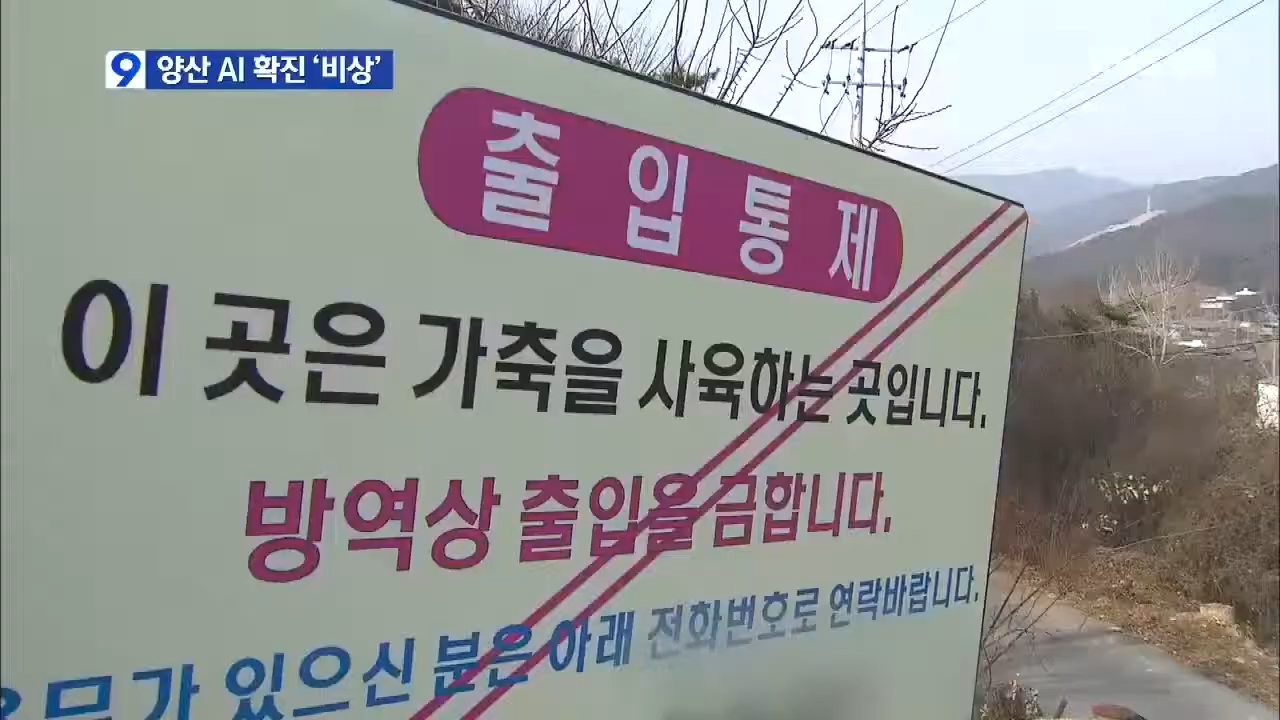 9 양산 AI 확진 ‘비상’
출입통제
이 곳은 가축을 사육하는 곳입니다.
방역상 출입을 금합니다.
있으신 분은 아래 전화번호로 연락바랍니다.